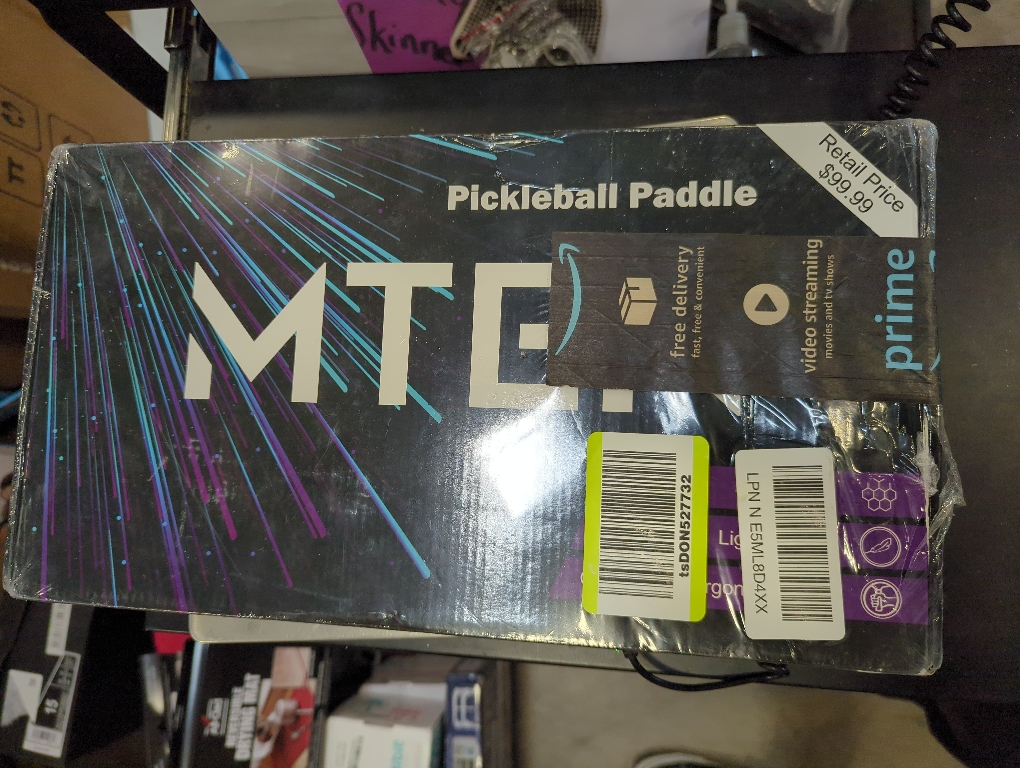 Skinn
Pickleball Paddle
Retail Price
$99.99
MTE
free delivery
fast, free & convenient
video streaming
movies and tv shows
prime
tsDON527732
LPN N E5ML8D4XX
Lig
rgon
15